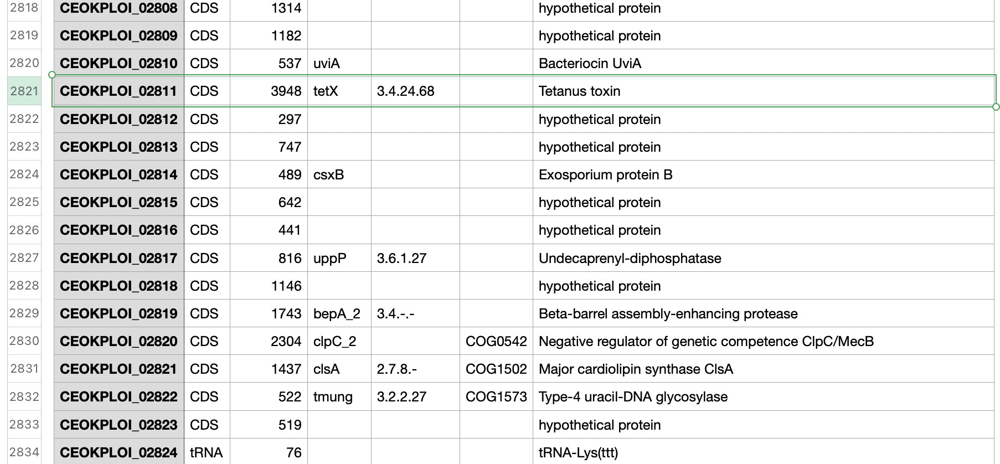 2818 CEOKPLOI_02808 CDS 1314 hypothetical protein
2819 CEOKPLOI_02809 CDS 1182 hypothetical protein
2820 CEOKPLOI_02810 CDS 537 uviA Bacteriocin UviA
2821 CEOKPLOI_02811 CDS 3948 tetX 3.4.24.68 Tetanus toxin
2822 CEOKPLOI_02812 CDS 297 hypothetical protein
2823 CEOKPLOI_02813 CDS 747 hypothetical protein
2824 CEOKPLOI_02814 CDS 489 csxB Exosporium protein B
2825 CEOKPLOI_02815 CDS 642 hypothetical protein
2826 CEOKPLOI_02816 CDS 441 hypothetical protein
2827 CEOKPLOI_02817 CDS 816 uppP 3.6.1.27 Undecaprenyl-diphosphatase
2828 CEOKPLOI_02818 CDS 1146 hypothetical protein
2829 CEOKPLOI_02819 CDS 1743 bepA_2 3.4.-.- Beta-barrel assembly-enhancing protease
2830 CEOKPLOI_02820 CDS 2304 clpC_2 COG0542 Negative regulator of genetic competence ClpC/MecB
2831 CEOKPLOI_02821 CDS 1437 clsA 2.7.8.- COG1502 Major cardiolipin synthase ClsA
2832 CEOKPLOI_02822 CDS 522 tmung 3.2.2.27 COG1573 Type-4 uracil-DNA glycosylase
2833 CEOKPLOI_02823 CDS 519 hypothetical protein
2834 CEOKPLOI_02824 tRNA 76 tRNA-Lys(ttt)